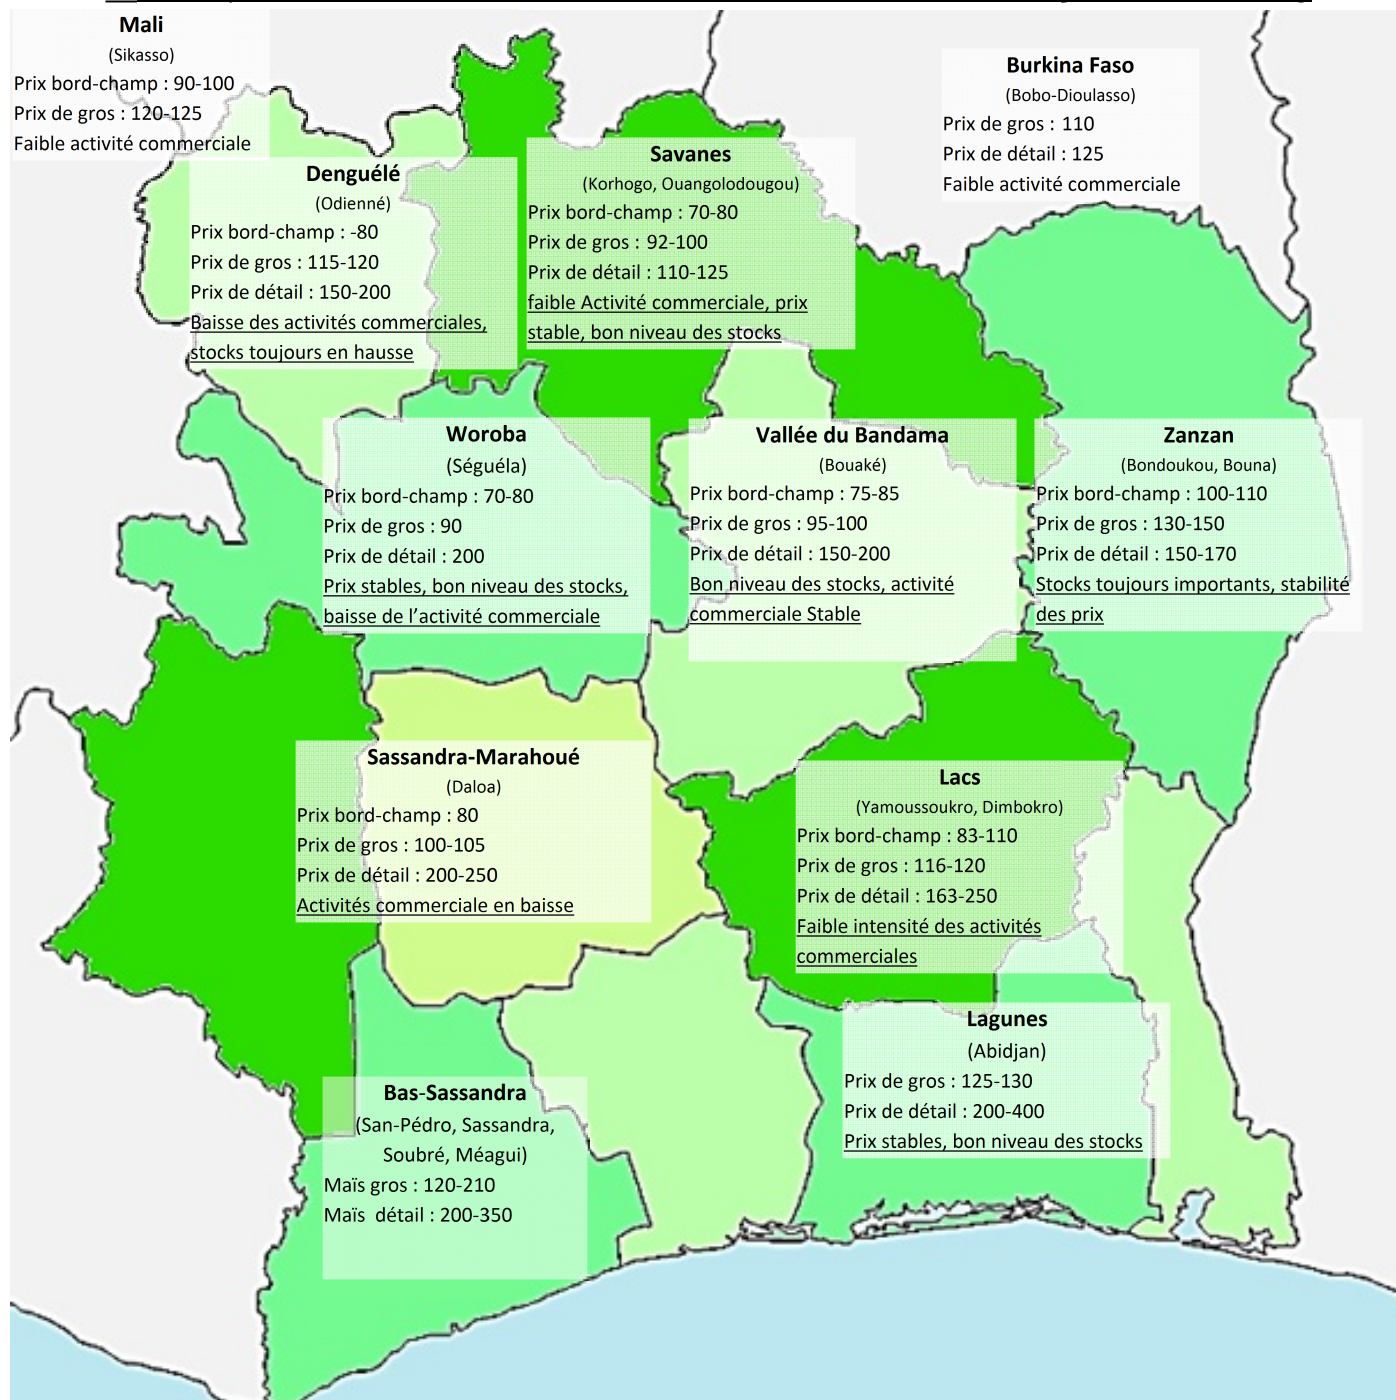 Mali
(Sikasso)
Prix bord-champ : 90-100
Prix de gros : 120-125
Faible activité commerciale
Burkina Faso
(Bobo-Dioulasso)
Prix de gros : 110
Prix de détail : 125
Faible activité commerciale
Denguélé
(Odienné)
Prix bord-champ : -80
Prix de gros : 115-120
Prix de détail : 150-200
Baisse des activités commerciales,
stocks toujours en hausse
Savanes
(Korhogo, Ouangolodougou)
Prix bord-champ : 70-80
Prix de gros : 92-100
Prix de détail : 110-125
faible Activité commerciale, prix
stable, bon niveau des stocks
Woroba
(Séguéla)
Prix bord-champ : 70-80
Prix de gros : 90
Prix de détail : 200
Prix stables, bon niveau des stocks,
baisse de l’activité commerciale
Vallée du Bandama
(Bouaké)
Prix bord-champ : 75-85
Prix de gros : 95-100
Prix de détail : 150-200
Bon niveau des stocks, activité
commerciale Stable
Zanzan
(Bondoukou, Bouna)
Prix bord-champ : 100-110
Prix de gros : 130-150
Prix de détail : 150-170
Stocks toujours importants, stabilité
des prix
Sassandra-Marahoué
(Daloa)
Prix bord-champ : 80
Prix de gros : 100-105
Prix de détail : 200-250
Activités commerciale en baisse
Lacs
(Yamoussoukro, Dimbokro)
Prix bord-champ : 83-110
Prix de gros : 116-120
Prix de détail : 163-250
Faible intensité des activités
commerciales
Lagunes
(Abidjan)
Prix de gros : 125-130
Prix de détail : 200-400
Prix stables, bon niveau des stocks
Bas-Sassandra
(San-Pédro, Sassandra,
Soubré, Méagui)
Maïs gros : 120-210
Maïs détail : 200-350